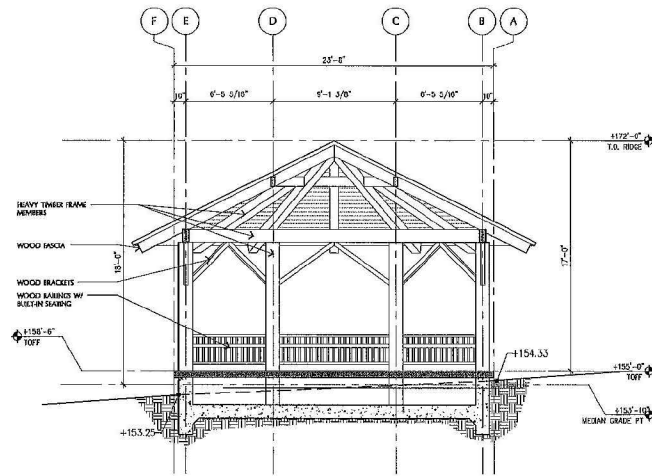 F E D C B A
23'-8"
10" 6'-5 5/16" 9'-1 3/8" 6'-5 5/16" 10"
+172'-0"
T.O. RIDGE
HEAVY TIMBER FRAME
MEMBERS
WOOD FASCIA
18'-0"
17'-0"
WOOD BRACKETS
WOOD RAILINGS W/
BUILT-IN SEATING
TOFF
+154.33
+155'-0"
TOFF
+153'-10"
MEDIAN GRADE PT
+153.25